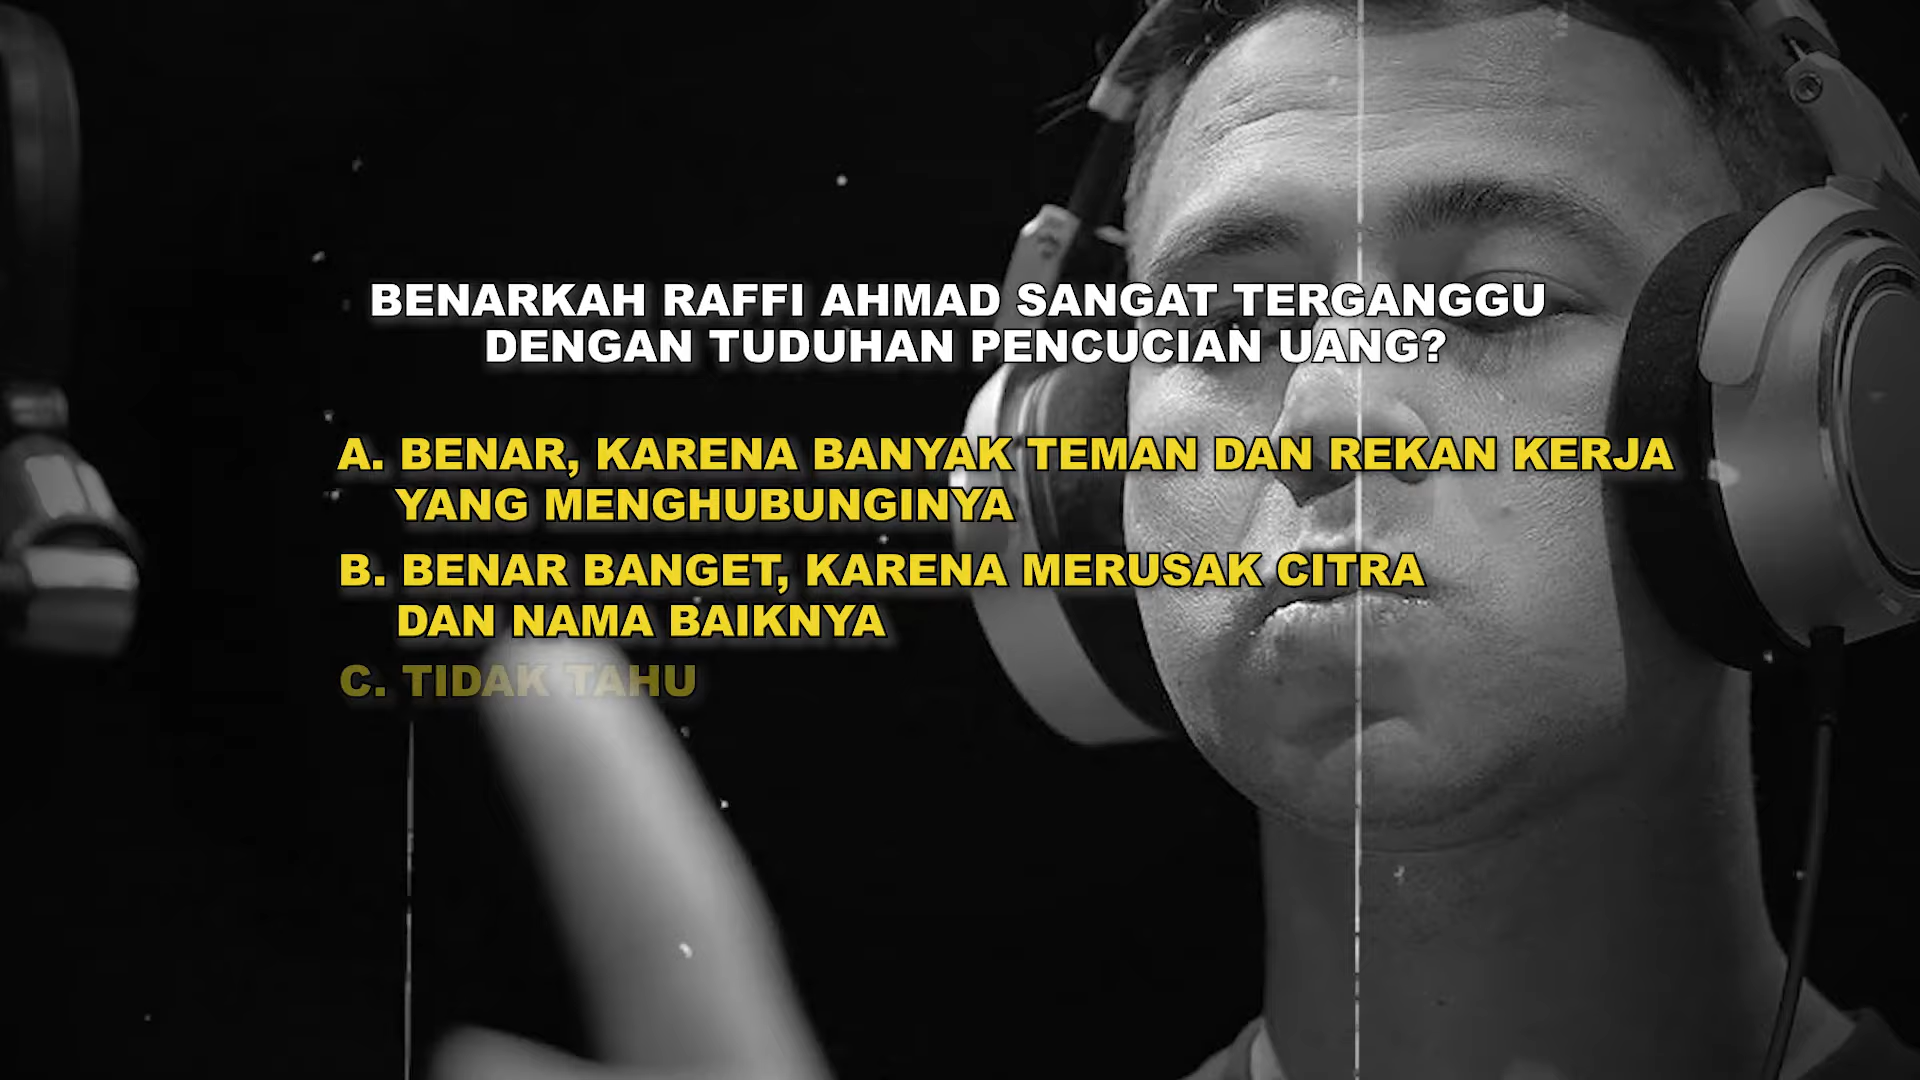 BENARKAH RAFFI AHMAD SANGAT TERGANGGU
DENGAN TUDUHAN PENCUCIAN UANG?
A. BENAR, KARENA BANYAK TEMAN DAN REKAN KERJA
YANG MENGHUBUNGINYA
B. BENAR BANGET, KARENA MERUSAK CITRA
DAN NAMA BAIKNYA
C. TIDAK TAHU